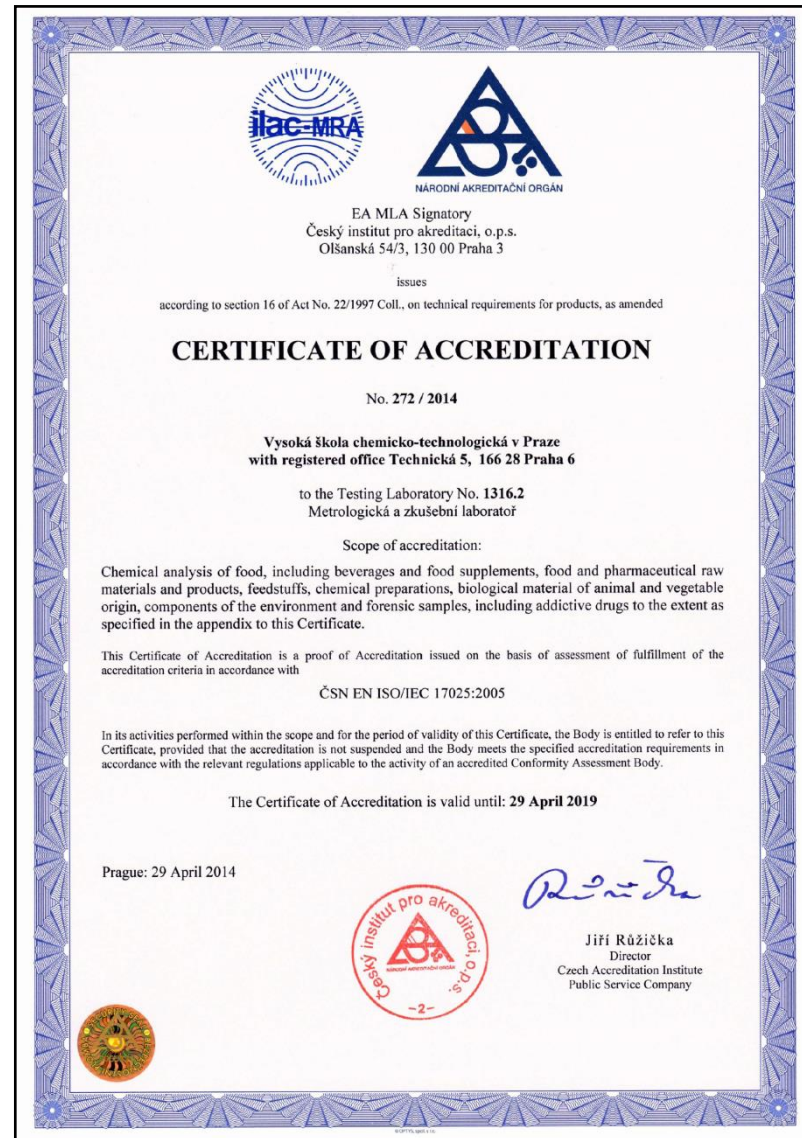 ilac-MRA
NÁRODNÍ AKREDITAČNÍ ORGÁN
EA MLA Signatory
Český institut pro akreditaci, o.p.s.
Olšanská 54/3, 130 00 Praha 3
issues
according to section 16 of Act No. 22/1997 Coll., on technical requirements for products, as amended
CERTIFICATE OF ACCREDITATION
No. 272 / 2014
Vysoká škola chemicko-technologická v Praze
with registered office Technická 5, 166 28 Praha 6
to the Testing Laboratory No. 1316.2
Metrologická a zkušební laboratoř
Scope of accreditation:
Chemical analysis of food, including beverages and food supplements, food and pharmaceutical raw
materials and products, feedstuffs, chemical preparations, biological material of animal and vegetable
origin, components of the environment and forensic samples, including addictive drugs to the extent as
specified in the appendix to this Certificate.
This Certificate of Accreditation is a proof of Accreditation issued on the basis of assessment of fulfillment of the
accreditation criteria in accordance with
ČSN EN ISO/IEC 17025:2005
In its activities performed within the scope and for the period of validity of this Certificate, the Body is entitled to refer to this
Certificate, provided that the accreditation is not suspended and the Body meets the specified accreditation requirements in
accordance with the relevant regulations applicable to the activity of an accredited Conformity Assessment Body.
The Certificate of Accreditation is valid until: 29 April 2019
Prague: 29 April 2014
Český institut pro akreditaci, o.p.s.
NÁRODNÍ AKREDITAČNÍ ORGÁN
-2-
Jiří Růžička
Director
Czech Accreditation Institute
Public Service Company